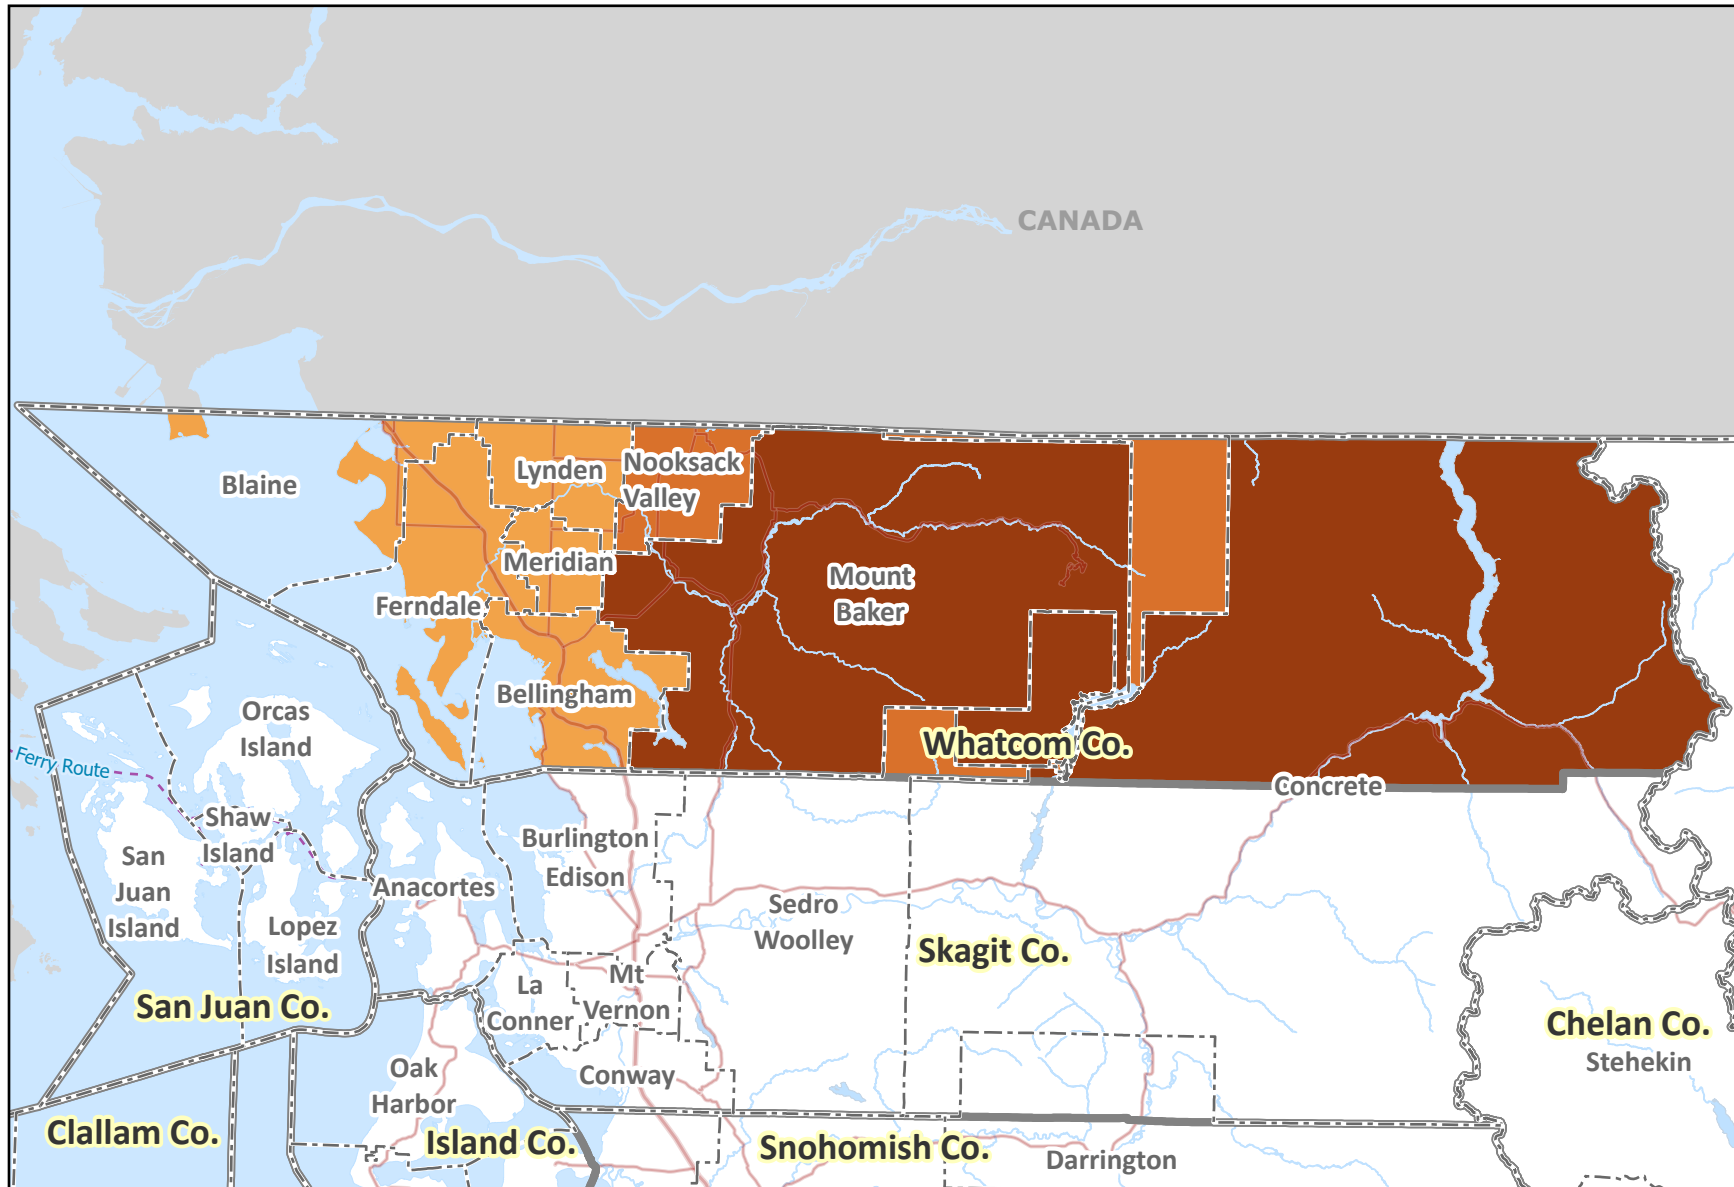 CANADA
Blaine
Lynden
Nooksack
Valley
Meridian
Mount
Baker
Ferndale
Bellingham
Whatcom Co.
Concrete
Orcas
Island
Ferry Route
Shaw
Island
San
Juan
Island
Lopez
Island
Anacortes
Burlington
Edison
Sedro
Woolley
Skagit Co.
La
Conner
Mt
Vernon
San Juan Co.
Chelan Co.
Stehekin
Oak
Harbor
Conway
Clallam Co.
Island Co.
Snohomish Co.
Darrington